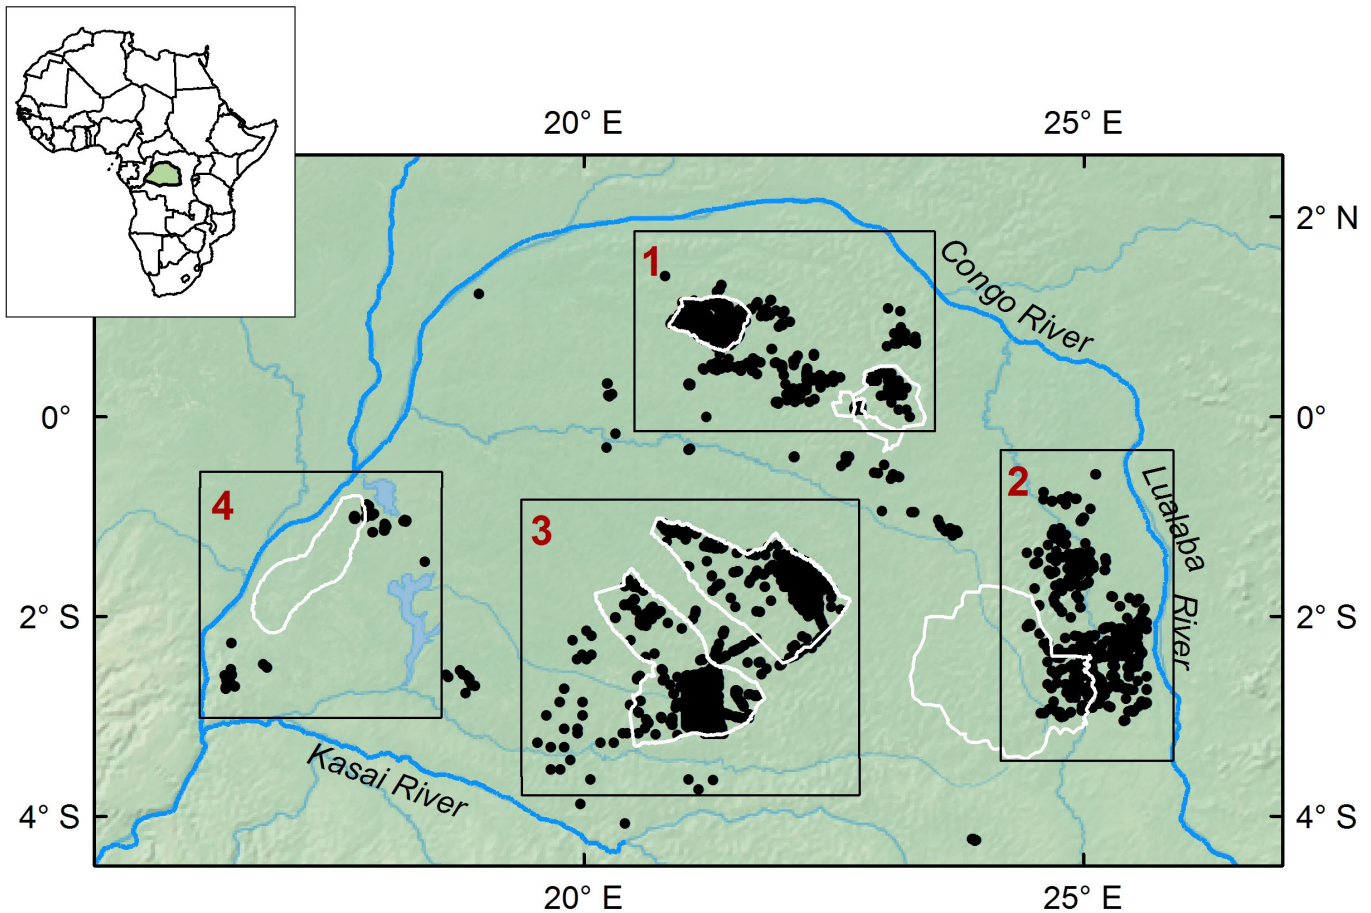 20° E
25° E
2° N
1
Congo River
0°
0°
2
Lualaba River
4
3
2° S
2° S
Kasai River
4° S
4° S
20° E
25° E